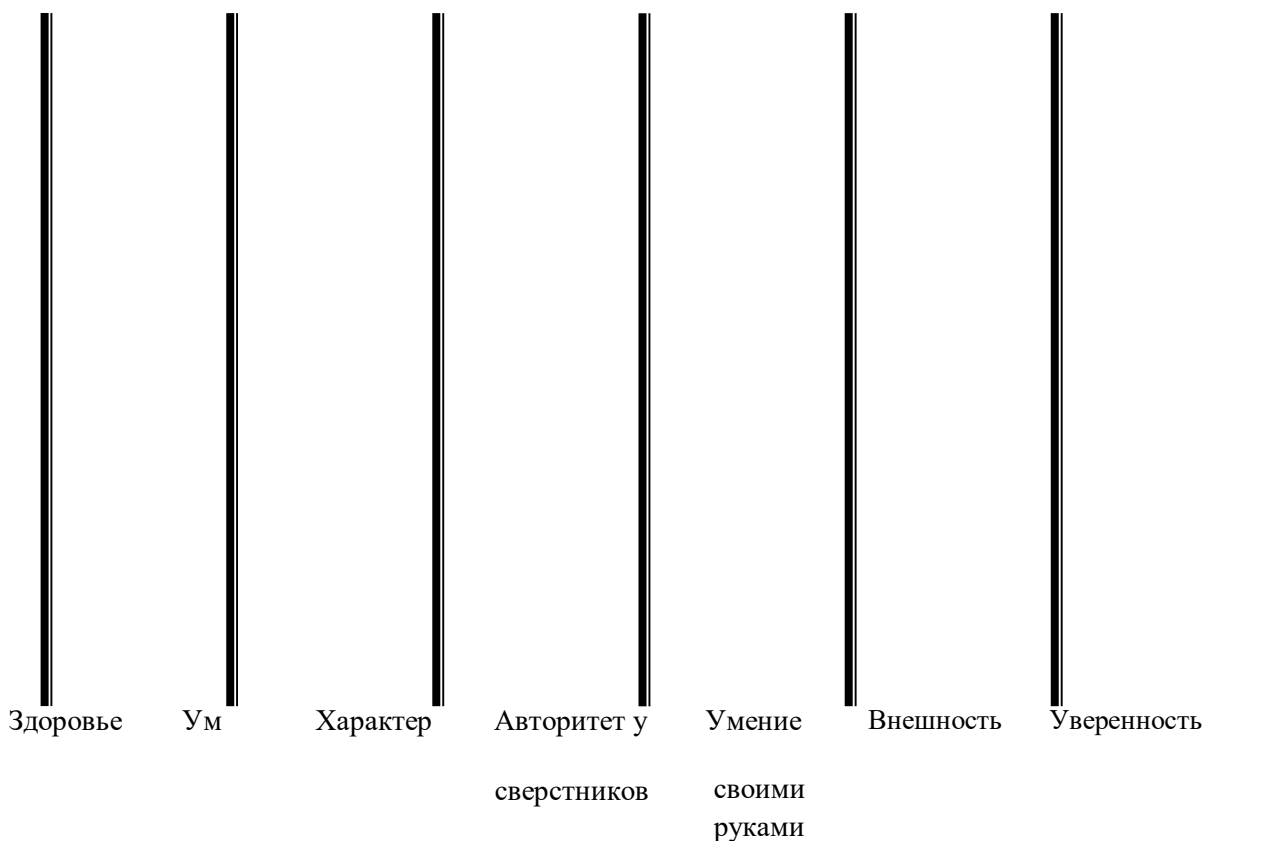 Здоровье Ум Характер Авторитет у Умение Внешность Уверенность
сверстников своими
руками